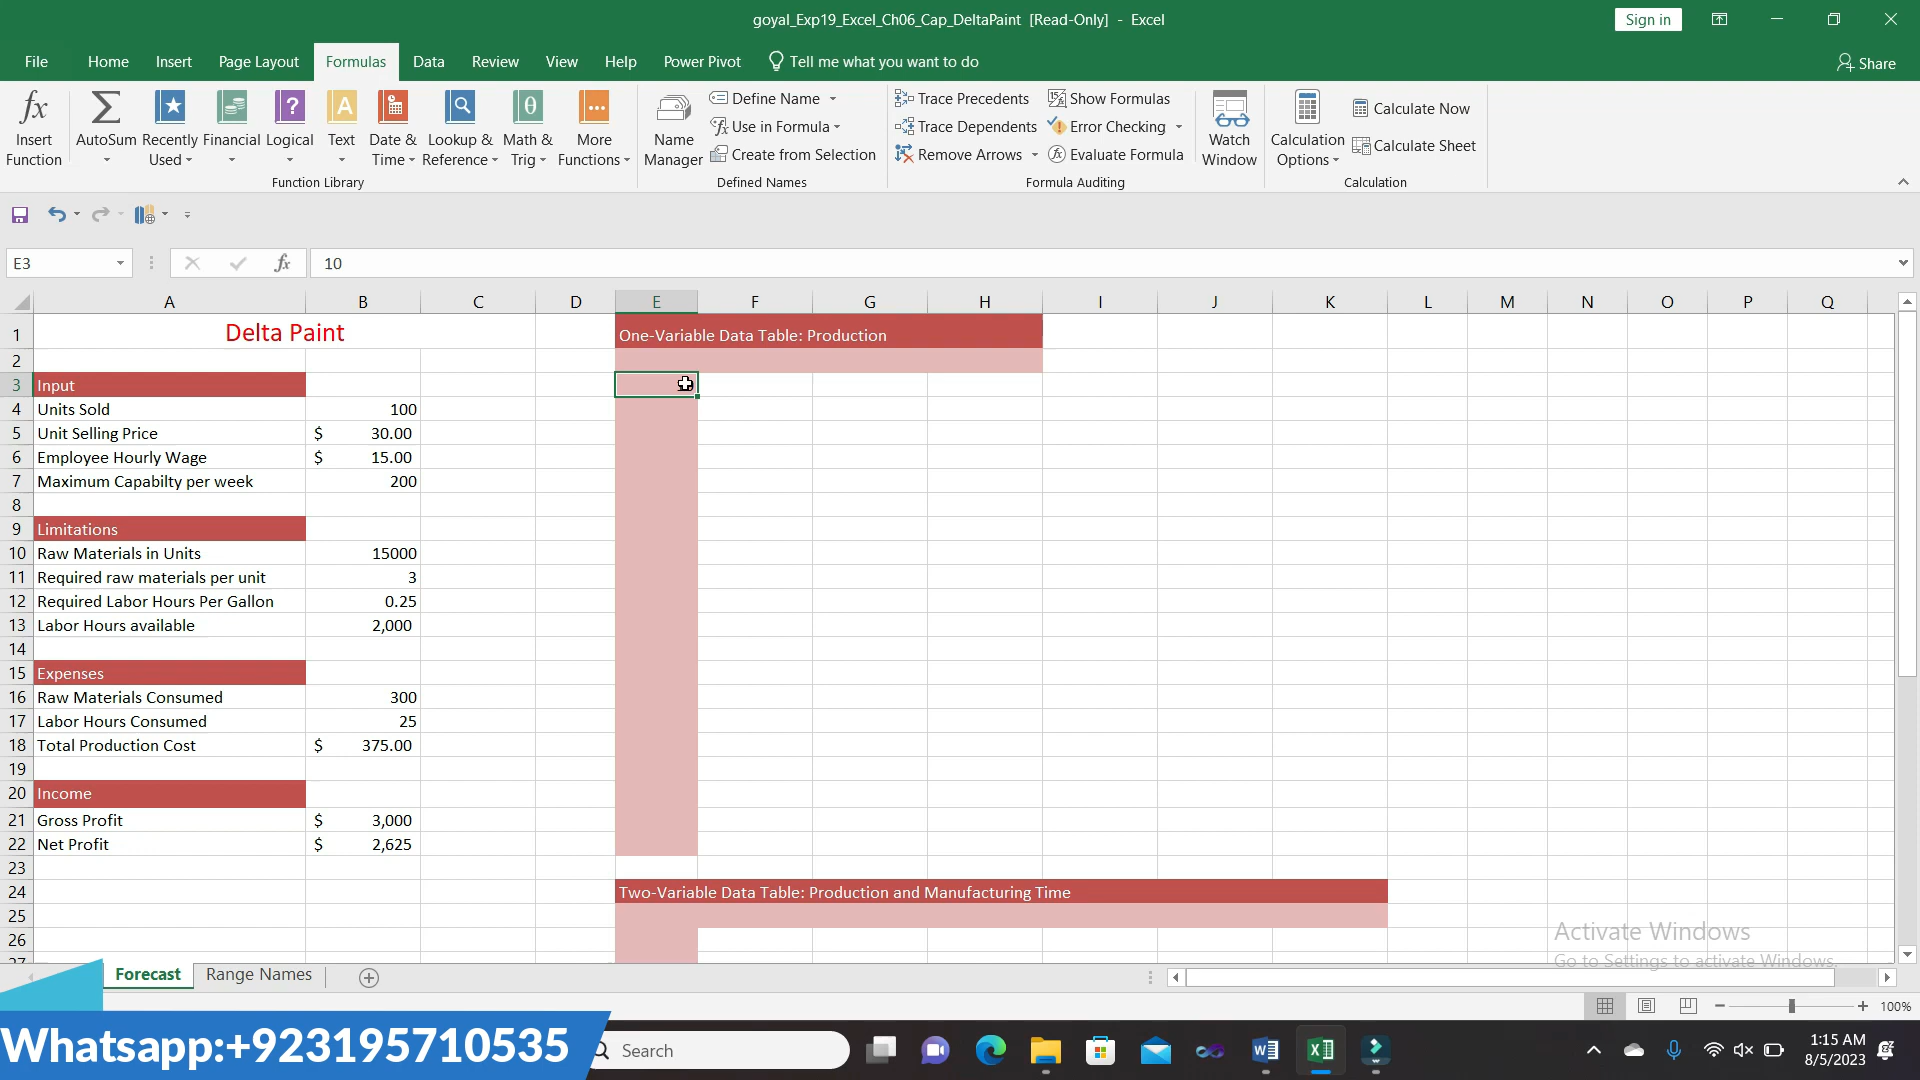 goyal_Exp19_Excel_Ch06_Cap_DeltaPaint [Read-Only] - Excel
Sign in
File Home Insert Page Layout Formulas Data Review View Help Power Pivot Tell me what you want to do
Share
Insert Function
AutoSum
Recently Used
Financial
Logical
Text
Date & Time
Lookup & Reference
Math & Trig
More Functions
Function Library
Name Manager
Define Name
Use in Formula
Create from Selection
Defined Names
Trace Precedents
Trace Dependents
Remove Arrows
Show Formulas
Error Checking
Evaluate Formula
Formula Auditing
Watch Window
Calculation Options
Calculate Now
Calculate Sheet
Calculation
E3
fx
10
A B C D E F G H I J K L M N O P Q
1 Delta Paint One-Variable Data Table: Production
2
3 Input
4 Units Sold 100
5 Unit Selling Price $ 30.00
6 Employee Hourly Wage $ 15.00
7 Maximum Capabilty per week 200
8
9 Limitations
10 Raw Materials in Units 15000
11 Required raw materials per unit 3
12 Required Labor Hours Per Gallon 0.25
13 Labor Hours available 2,000
14
15 Expenses
16 Raw Materials Consumed 300
17 Labor Hours Consumed 25
18 Total Production Cost $ 375.00
19
20 Income
21 Gross Profit $ 3,000
22 Net Profit $ 2,625
23
24 Two-Variable Data Table: Production and Manufacturing Time
25
26
27
Activate Windows
Go to Settings to activate Windows.
Forecast Range Names
100%
Whatsapp:+923195710535
Search
1:15 AM
8/5/2023